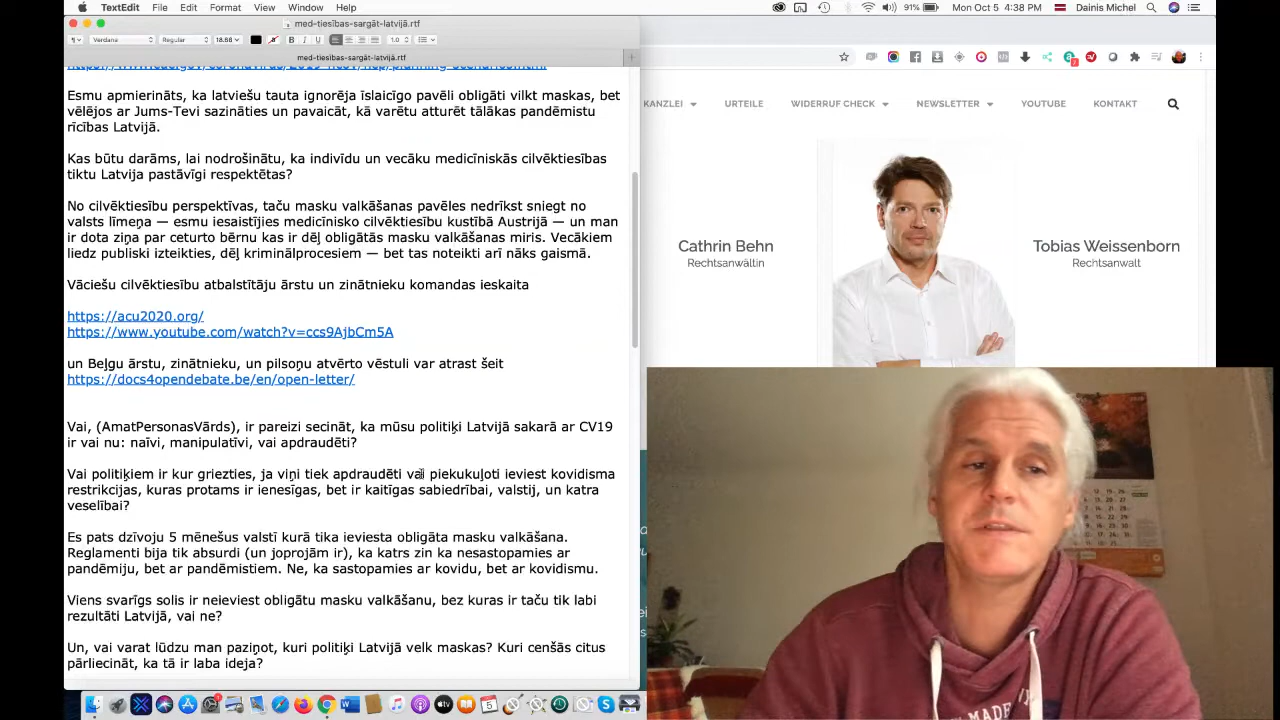 TextEdit File Edit Format View Window Help 91% Mon Oct 5 4:38 PM Dainis Michel
med-tiesības-sargāt-latvijā.rtf
Verdana Regular 18.66 B I U 1.0
med-tiesības-sargāt-latvijā.rtf
Esmu apmierināts, ka latviešu tauta ignorēja īslaicīgo pavēli obligāti vilkt maskas, bet
vēlējos ar Jums-Tevi sazināties un pavaicāt, kā varētu atturēt tālākas pandēmistu
rīcības Latvijā.
Kas būtu darāms, lai nodrošinātu, ka indivīdu un vecāku medicīniskās cilvēktiesības
tiktu Latvija pastāvīgi respektētas?
No cilvēktiesību perspektīvas, taču masku valkāšanas pavēles nedrīkst sniegt no
valsts līmeņa — esmu iesaistījies medicīnisko cilvēktiesību kustībā Austrijā — un man
ir dota ziņa par ceturto bērnu kas ir dēļ obligātās masku valkāšanas miris. Vecākiem
liedz publiski izteikties, dēļ kriminālprocesiem — bet tas noteikti arī nāks gaismā.
Vāciešu cilvēktiesību atbalstītāju ārstu un zinātnieku komandas ieskaita
https://acu2020.org/
https://www.youtube.com/watch?v=ccs9AjbCm5A
un Beļgu ārstu, zinātnieku, un pilsoņu atvērto vēstuli var atrast šeit
https://docs4opendebate.be/en/open-letter/
Vai, (AmatPersonasVārds), ir pareizi secināt, ka mūsu politiķi Latvijā sakarā ar CV19
ir vai nu: naīvi, manipulatīvi, vai apdraudēti?
Vai politiķiem ir kur griezties, ja viņi tiek apdraudēti vai piekukuļoti ieviest kovidisma
restrikcijas, kuras protams ir ienesīgas, bet ir kaitīgas sabiedrībai, valstij, un katra
veselībai?
Es pats dzīvoju 5 mēnešus valstī kurā tika ieviesta obligāta masku valkāšana.
Reglamenti bija tik absurdi (un joprojām ir), ka katrs zin ka nesastopamies ar
pandēmiju, bet ar pandēmistiem. Ne, ka sastopamies ar kovidu, bet ar kovidismu.
Viens svarīgs solis ir neieviest obligātu masku valkāšanu, bez kuras ir taču tik labi
rezultāti Latvijā, vai ne?
Un, vai varat lūdzu man paziņot, kuri politiķi Latvijā velk maskas? Kuri cenšās citus
pārliecināt, ka tā ir laba ideja?
KANZLEI URTEILE WIDERRUF CHECK NEWSLETTER YOUTUBE KONTAKT
Cathrin Behn
Rechtsanwältin
Tobias Weissenborn
Rechtsanwalt